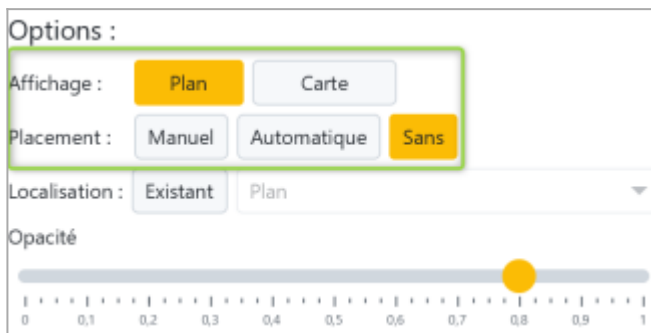 Options :
Affichage : Plan Carte
Placement : Manuel Automatique Sans
Localisation : Existant Plan
Opacité
0 0,1 0,2 0,3 0,4 0,5 0,6 0,7 0,8 0,9 1